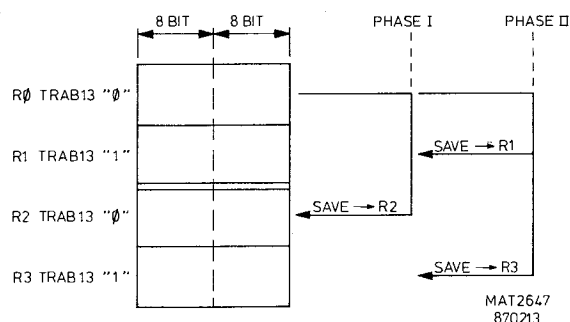 8 BIT 8 BIT PHASE I PHASE II
RØ TRAB13 "Ø"
R1 TRAB13 "1" SAVE → R1
R2 TRAB13 "Ø" SAVE → R2
R3 TRAB13 "1" SAVE → R3
MAT2647
870213